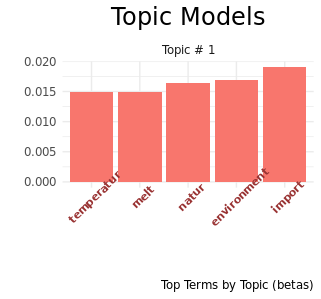 Topic Models
Topic # 1
0.020
0.015
0.010
0.005
0.000
temperatur
melt
natur
environment
import
Top Terms by Topic (betas)